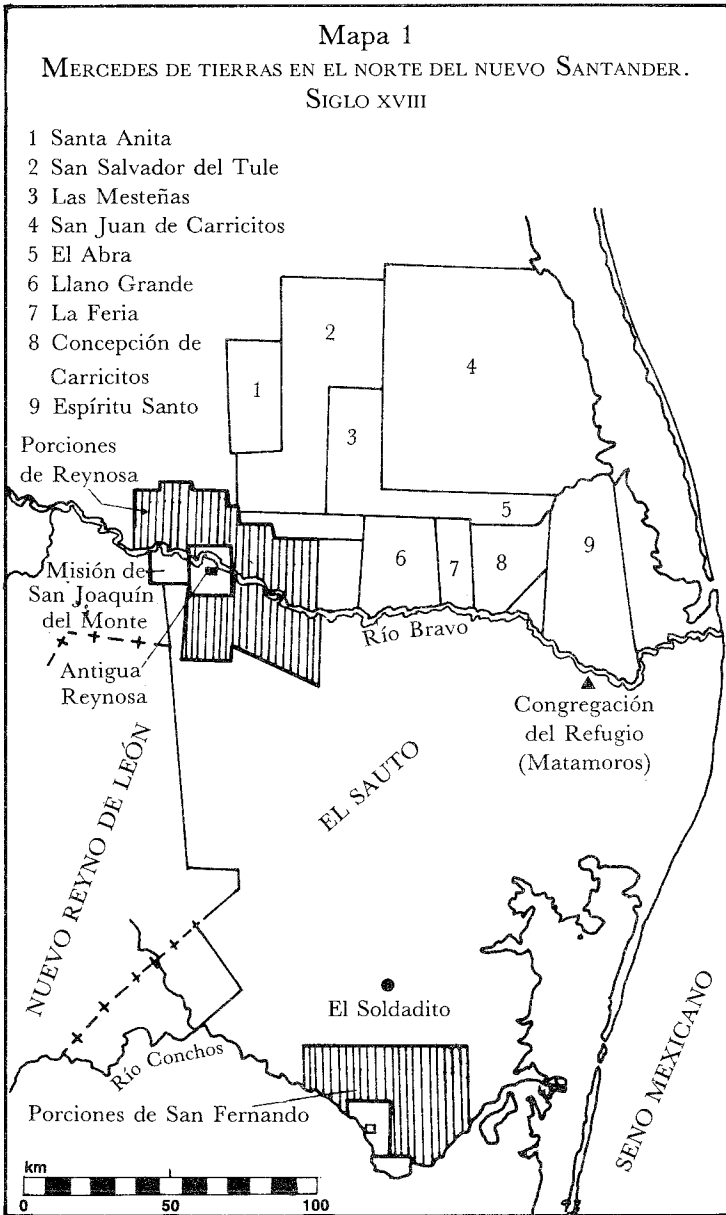 Mapa 1
MERCEDES DE TIERRAS EN EL NORTE DEL NUEVO SANTANDER.
SIGLO XVIII
1 Santa Anita
2 San Salvador del Tule
3 Las Mesteñas
4 San Juan de Carricitos
5 El Abra
6 Llano Grande
7 La Feria
8 Concepción de
Carricitos
9 Espíritu Santo
2
4
1
3
Porciones
de Reynosa
5
6
7
8
9
Misión de
San Joaquín
del Monte
Río Bravo
Antigua
Reynosa
Congregación
del Refugio
(Matamoros)
EL SAUTO
NUEVO REYNO DE LEÓN
El Soldadito
Río Conchos
SENO MEXICANO
Porciones de San Fernando
km
0 50 100